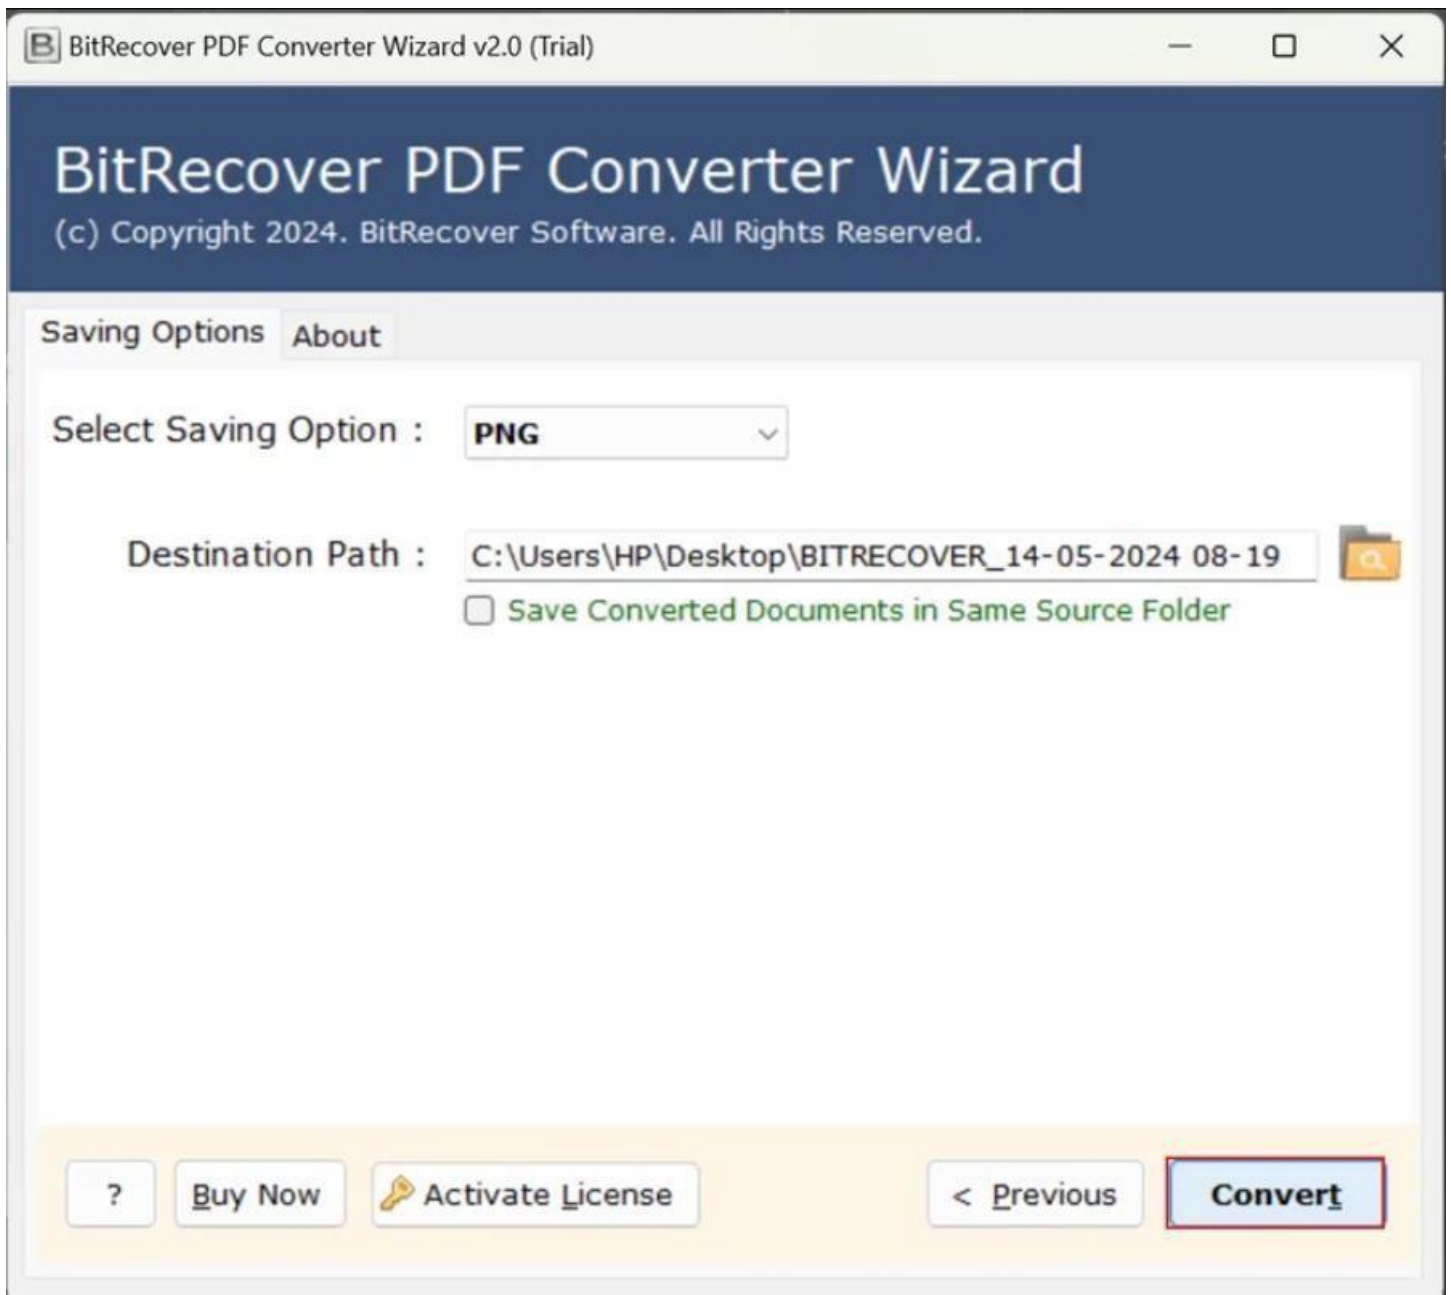 BitRecover PDF Converter Wizard v2.0 (Trial)
BitRecover PDF Converter Wizard
(c) Copyright 2024. BitRecover Software. All Rights Reserved.
Saving Options About
Select Saving Option : PNG
Destination Path : C:\Users\HP\Desktop\BITRECOVER_14-05-2024 08-19
Save Converted Documents in Same Source Folder
? Buy Now Activate License < Previous Convert